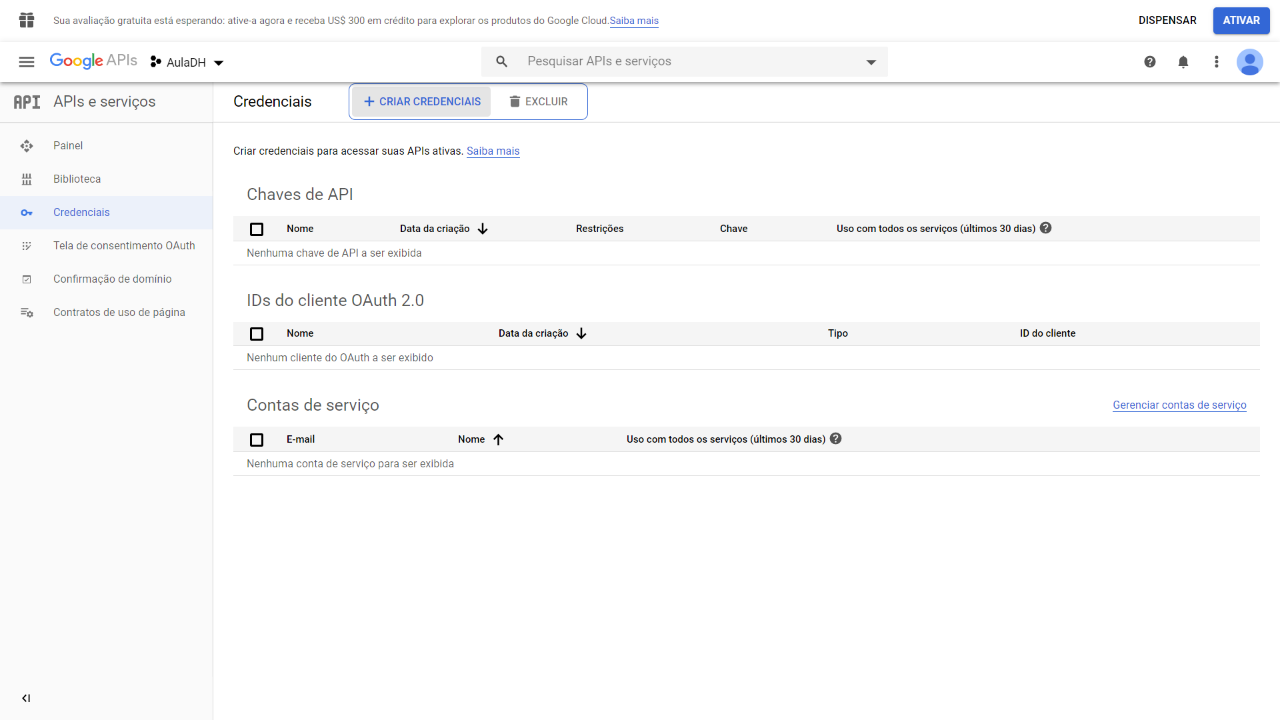 Sua avaliação gratuita está esperando: ative-a agora e receba US$ 300 em crédito para explorar os produtos do Google Cloud.Saiba mais
DISPENSAR
ATIVAR
Google APIs
AulaDH
Pesquisar APIs e serviços
API APIs e serviços
Credenciais
CRIAR CREDENCIAIS
EXCLUIR
Painel
Biblioteca
Credenciais
Tela de consentimento OAuth
Confirmação de domínio
Contratos de uso de página
Criar credenciais para acessar suas APIs ativas. Saiba mais
Chaves de API
Nome Data da criação Restrições Chave Uso com todos os serviços (últimos 30 dias)
Nenhuma chave de API a ser exibida
IDs do cliente OAuth 2.0
Nome Data da criação Tipo ID do cliente
Nenhum cliente do OAuth a ser exibido
Contas de serviço
Gerenciar contas de serviço
E-mail Nome Uso com todos os serviços (últimos 30 dias)
Nenhuma conta de serviço para ser exibida